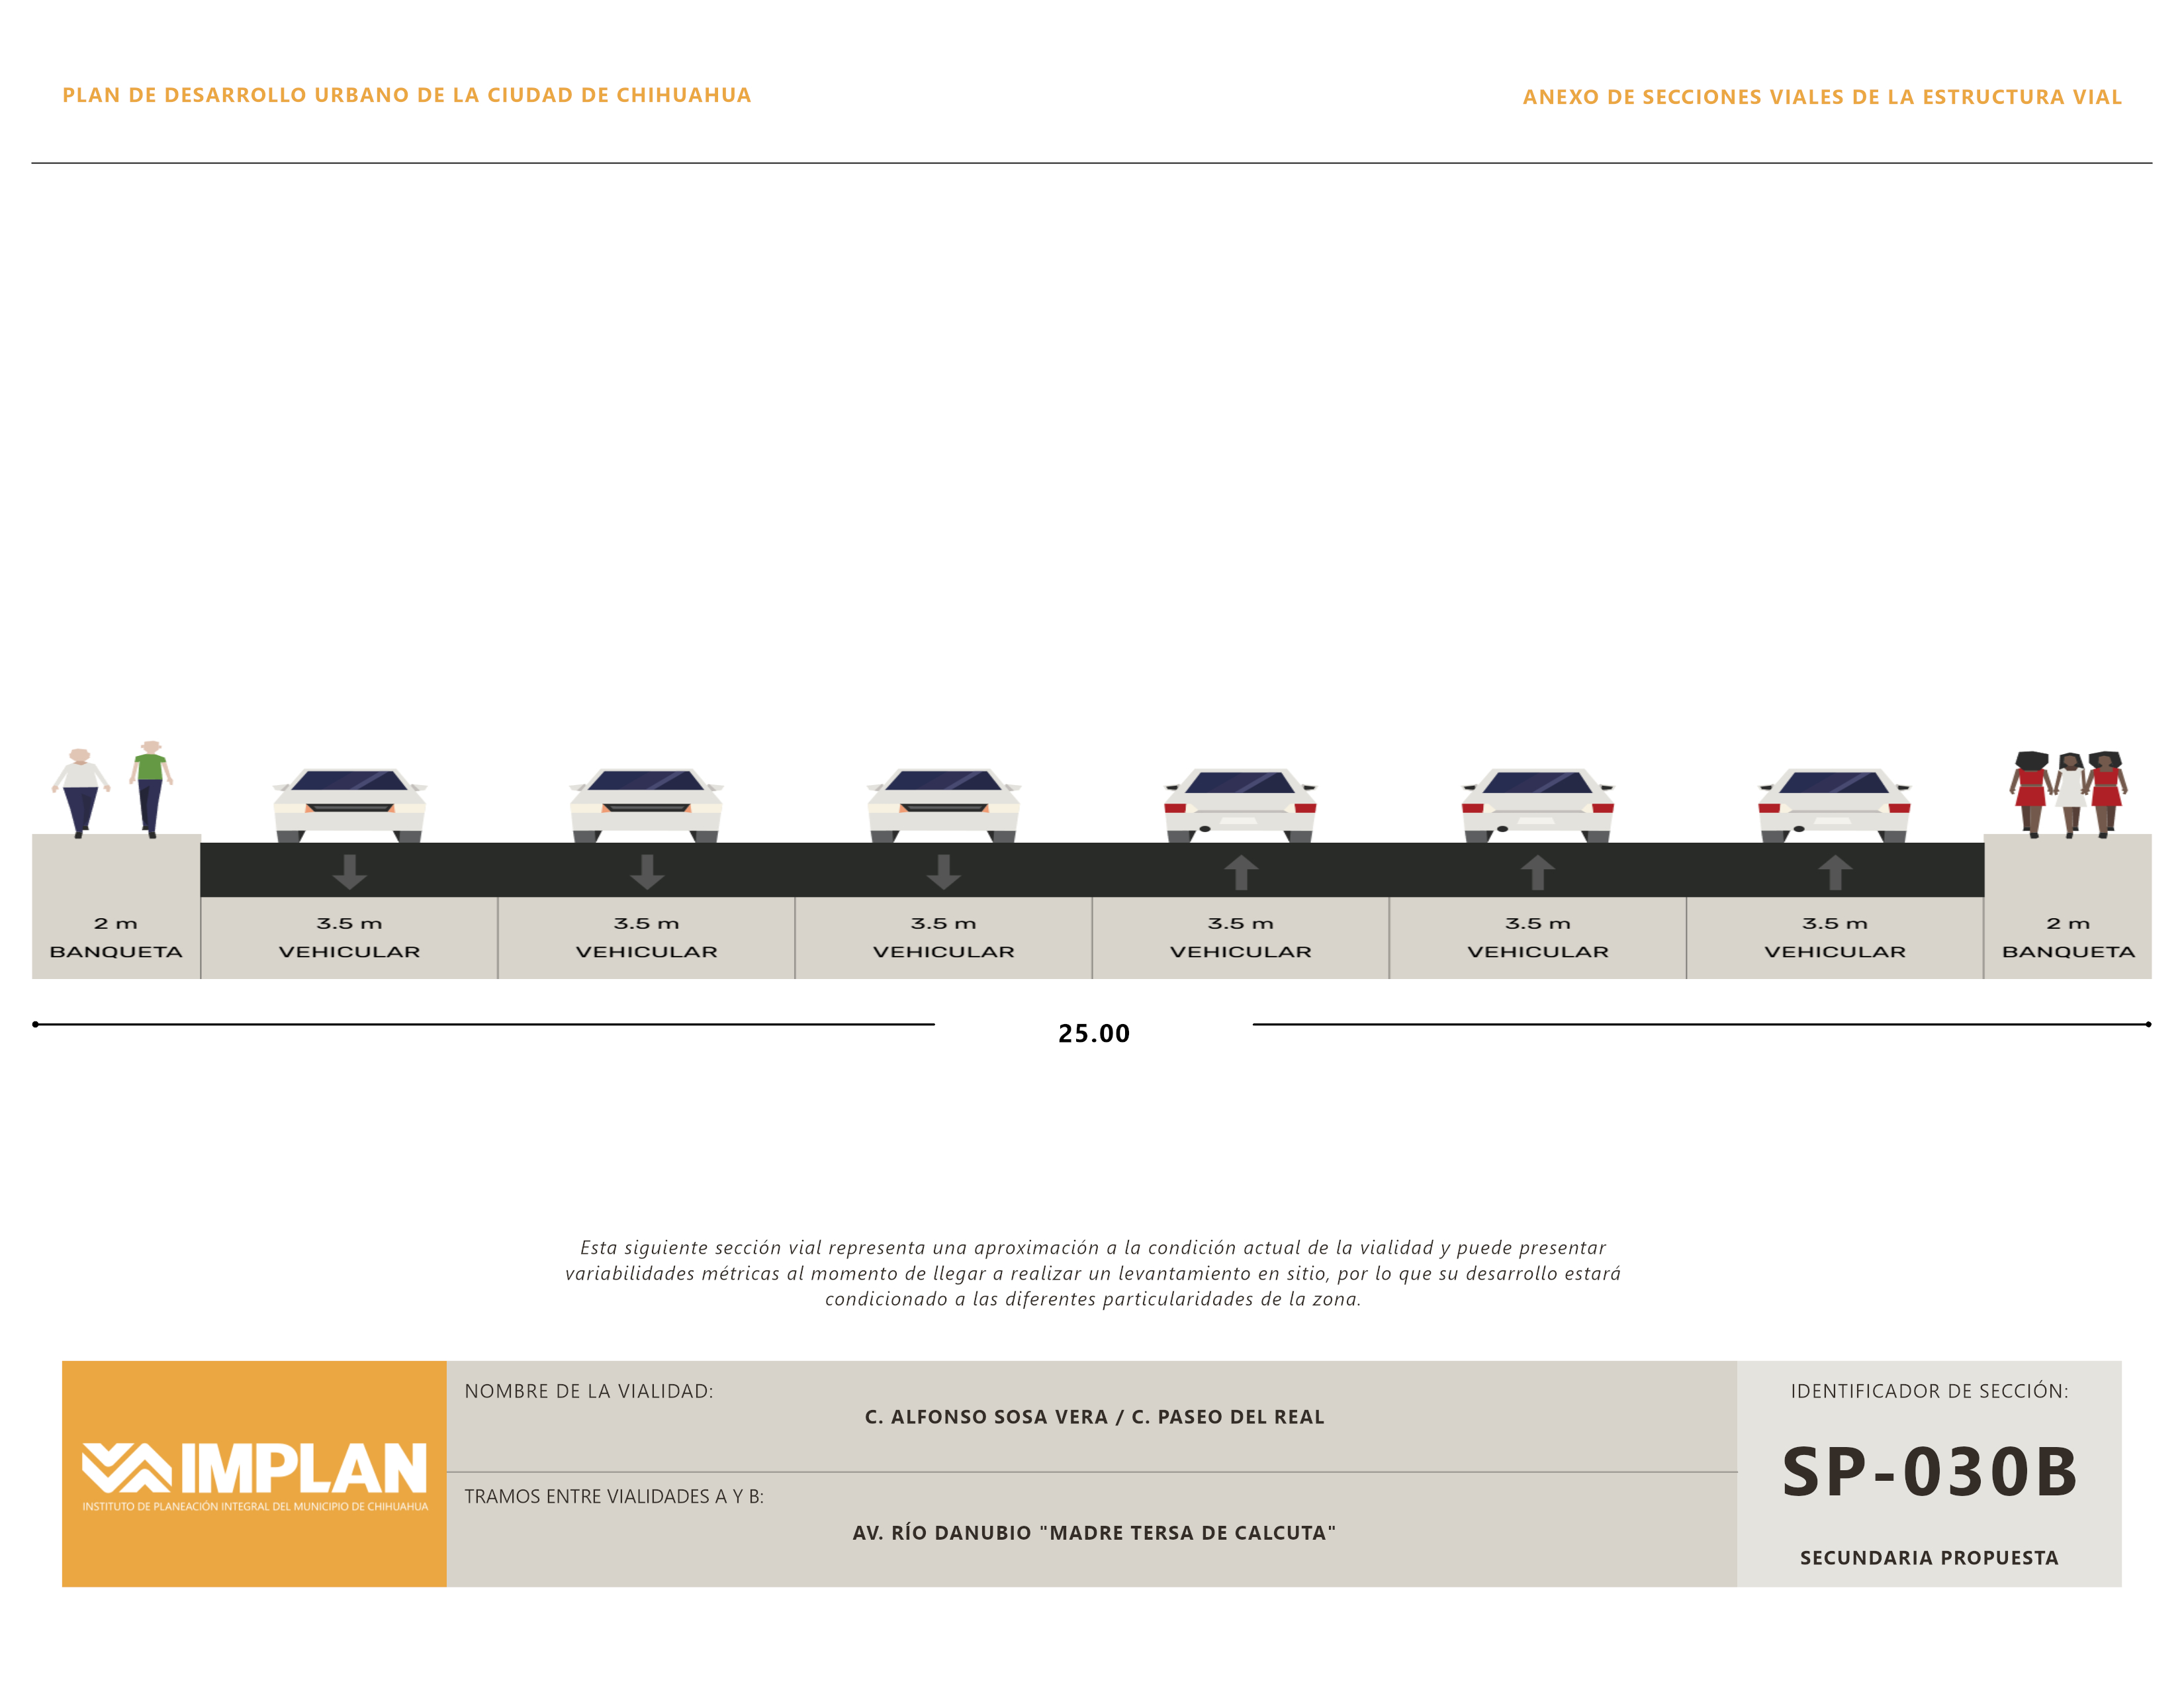 PLAN DE DESARROLLO URBANO DE LA CIUDAD DE CHIHUAHUA
ANEXO DE SECCIONES VIALES DE LA ESTRUCTURA VIAL
2 m 3.5 m 3.5 m 3.5 m 3.5 m 3.5 m 3.5 m 2 m
BANQUETA VEHICULAR VEHICULAR VEHICULAR VEHICULAR VEHICULAR VEHICULAR BANQUETA
25.00
Esta siguiente sección vial representa una aproximación a la condición actual de la vialidad y puede presentar
variabilidades métricas al momento de llegar a realizar un levantamiento en sitio, por lo que su desarrollo estará
condicionado a las diferentes particularidades de la zona.
IMPLAN
INSTITUTO DE PLANEACIÓN INTEGRAL DEL MUNICIPIO DE CHIHUAHUA
NOMBRE DE LA VIALIDAD:
C. ALFONSO SOSA VERA / C. PASEO DEL REAL
TRAMOS ENTRE VIALIDADES A Y B:
AV. RÍO DANUBIO "MADRE TERSA DE CALCUTA"
IDENTIFICADOR DE SECCIÓN:
SP-030B
SECUNDARIA PROPUESTA